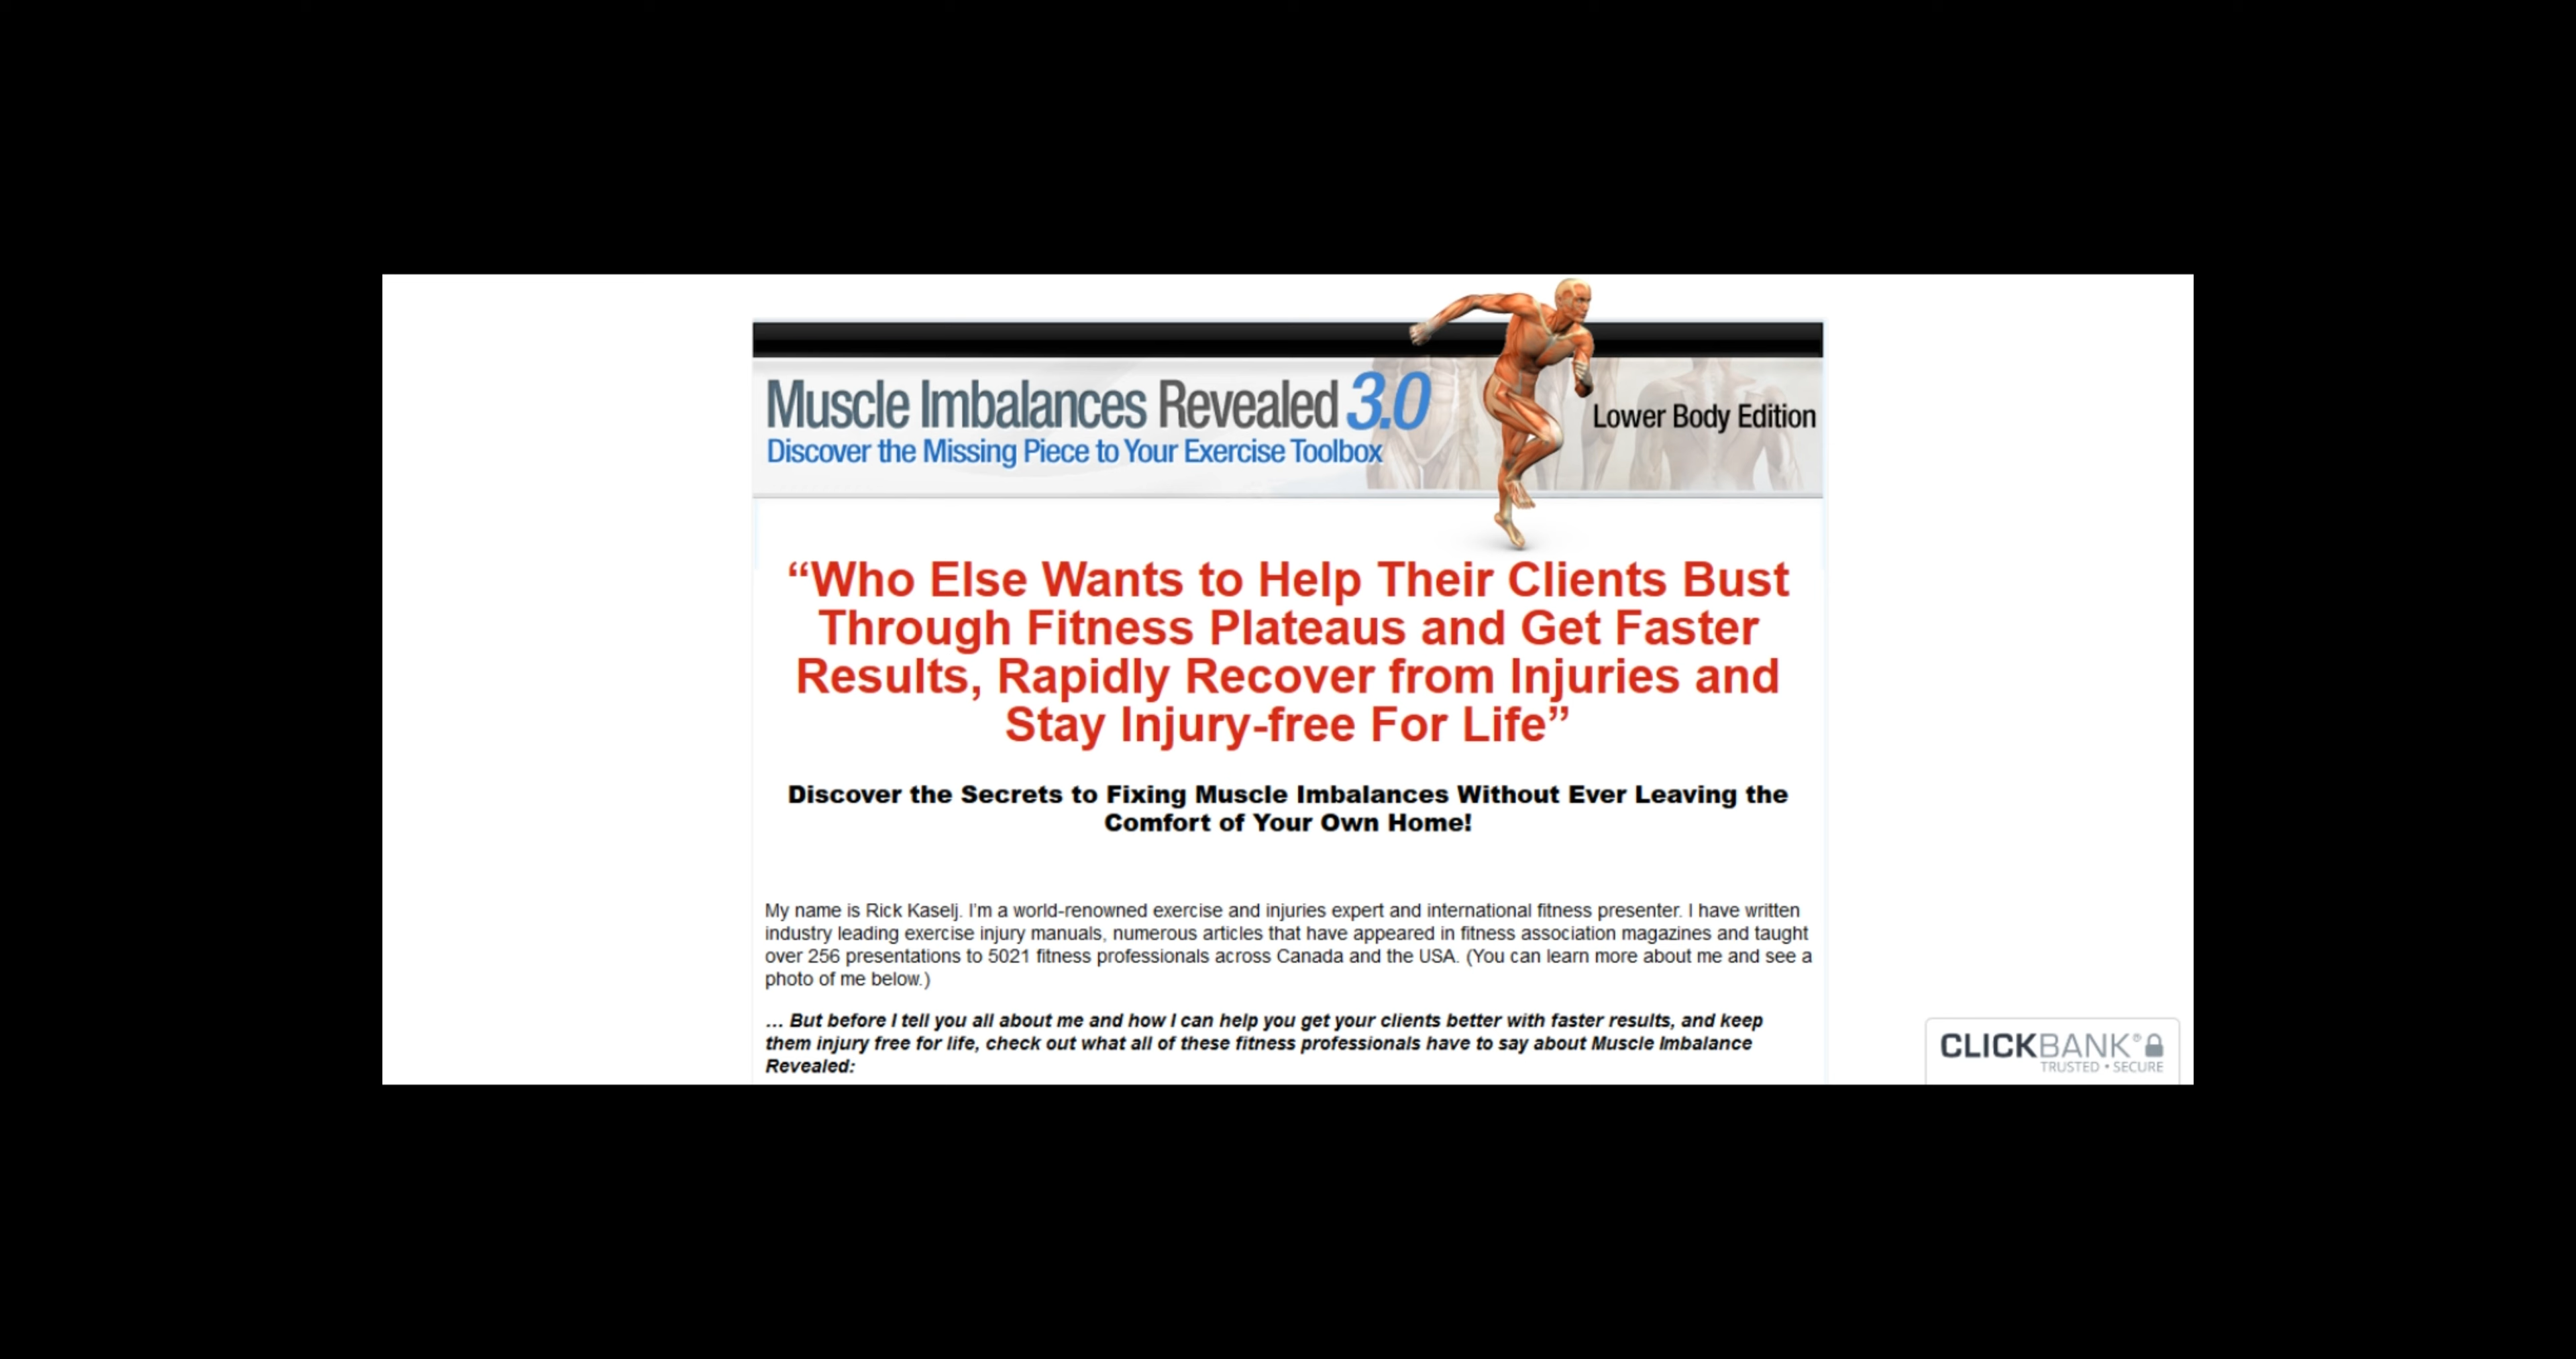 Muscle Imbalances Revealed 3.0
Discover the Missing Piece to Your Exercise Toolbox
Lower Body Edition
“Who Else Wants to Help Their Clients Bust
Through Fitness Plateaus and Get Faster
Results, Rapidly Recover from Injuries and
Stay Injury-free For Life”
Discover the Secrets to Fixing Muscle Imbalances Without Ever Leaving the
Comfort of Your Own Home!
My name is Rick Kaselj. I’m a world-renowned exercise and injuries expert and international fitness presenter. I have written
industry leading exercise injury manuals, numerous articles that have appeared in fitness association magazines and taught
over 256 presentations to 5021 fitness professionals across Canada and the USA. (You can learn more about me and see a
photo of me below.)
… But before I tell you all about me and how I can help you get your clients better with faster results, and keep
them injury free for life, check out what all of these fitness professionals have to say about Muscle Imbalance
Revealed:
CLICKBANK®
TRUSTED • SECURE